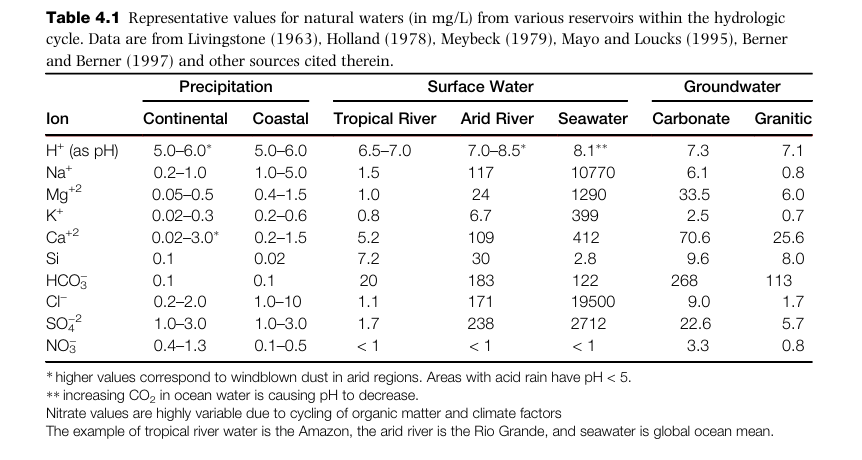 Table 4.1 Representative values for natural waters (in mg/L) from various reservoirs within the hydrologic
cycle. Data are from Livingstone (1963), Holland (1978), Meybeck (1979), Mayo and Loucks (1995), Berner
and Berner (1997) and other sources cited therein.
Precipitation Surface Water Groundwater
Ion Continental Coastal Tropical River Arid River Seawater Carbonate Granitic
H⁺ (as pH) 5.0–6.0* 5.0–6.0 6.5–7.0 7.0–8.5* 8.1** 7.3 7.1
Na⁺ 0.2–1.0 1.0–5.0 1.5 117 10770 6.1 0.8
Mg⁺² 0.05–0.5 0.4–1.5 1.0 24 1290 33.5 6.0
K⁺ 0.02–0.3 0.2–0.6 0.8 6.7 399 2.5 0.7
Ca⁺² 0.02–3.0* 0.2–1.5 5.2 109 412 70.6 25.6
Si 0.1 0.02 7.2 30 2.8 9.6 8.0
HCO₃⁻ 0.1 0.1 20 183 122 268 113
Cl⁻ 0.2–2.0 1.0–10 1.1 171 19500 9.0 1.7
SO₄⁻² 1.0–3.0 1.0–3.0 1.7 238 2712 22.6 5.7
NO₃⁻ 0.4–1.3 0.1–0.5 < 1 < 1 < 1 3.3 0.8
* higher values correspond to windblown dust in arid regions. Areas with acid rain have pH < 5.
** increasing CO₂ in ocean water is causing pH to decrease.
Nitrate values are highly variable due to cycling of organic matter and climate factors
The example of tropical river water is the Amazon, the arid river is the Rio Grande, and seawater is global ocean mean.